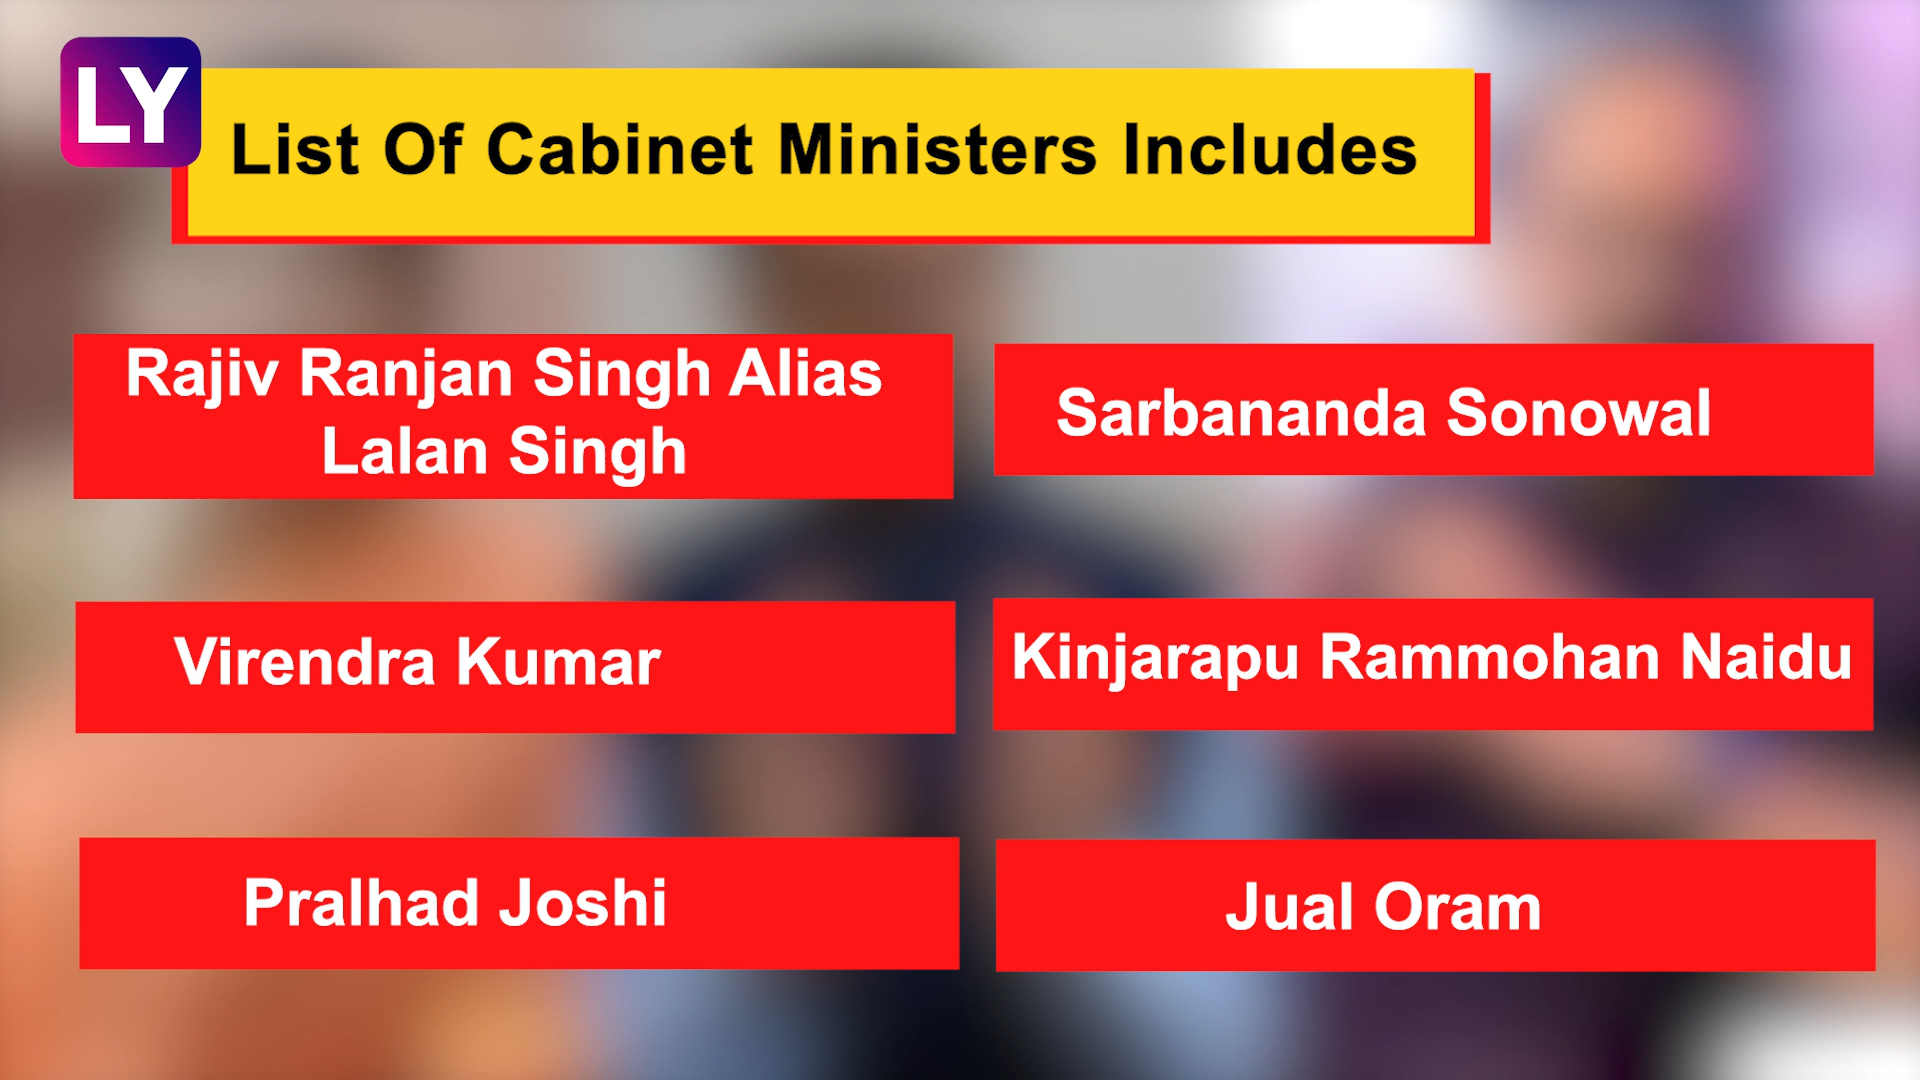 LY
List Of Cabinet Ministers Includes
Rajiv Ranjan Singh Alias
Lalan Singh
Sarbananda Sonowal
Virendra Kumar
Kinjarapu Rammohan Naidu
Pralhad Joshi
Jual Oram